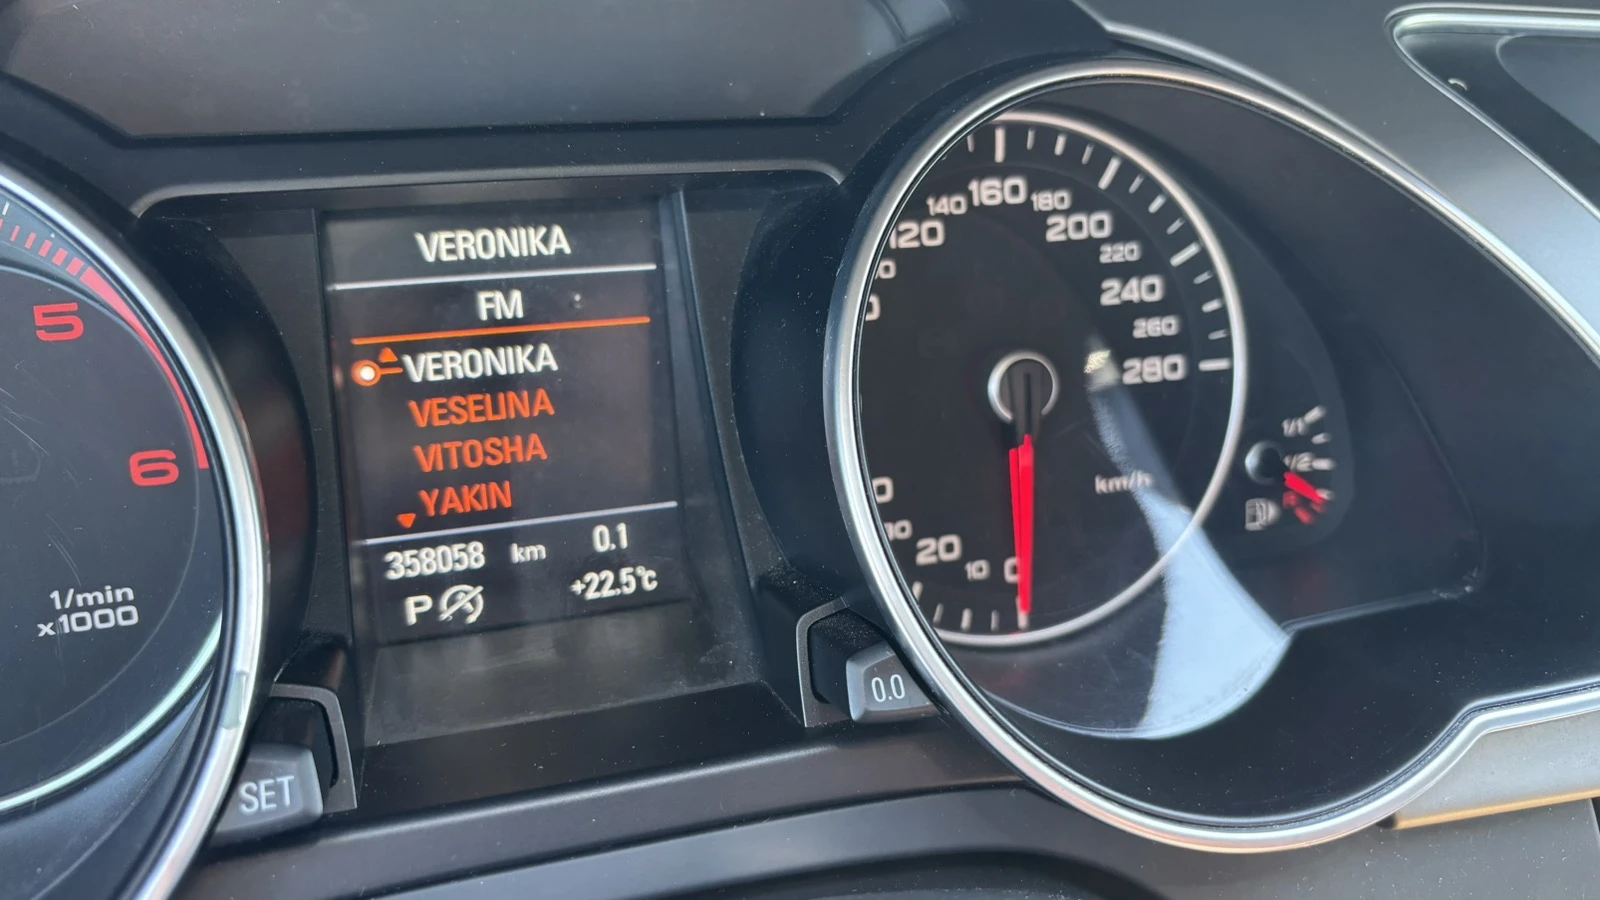 VERONIKA
FM
VERONIKA
VESELINA
VITOSHA
YAKIN
358058 km 0.1
P +22.5°C
5
6
1/min
x1000
SET
0.0
120
140
160
180
200
220
240
260
280
km/h
20
10
0
1/1
1/2
R